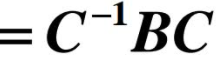 = C⁻¹BC